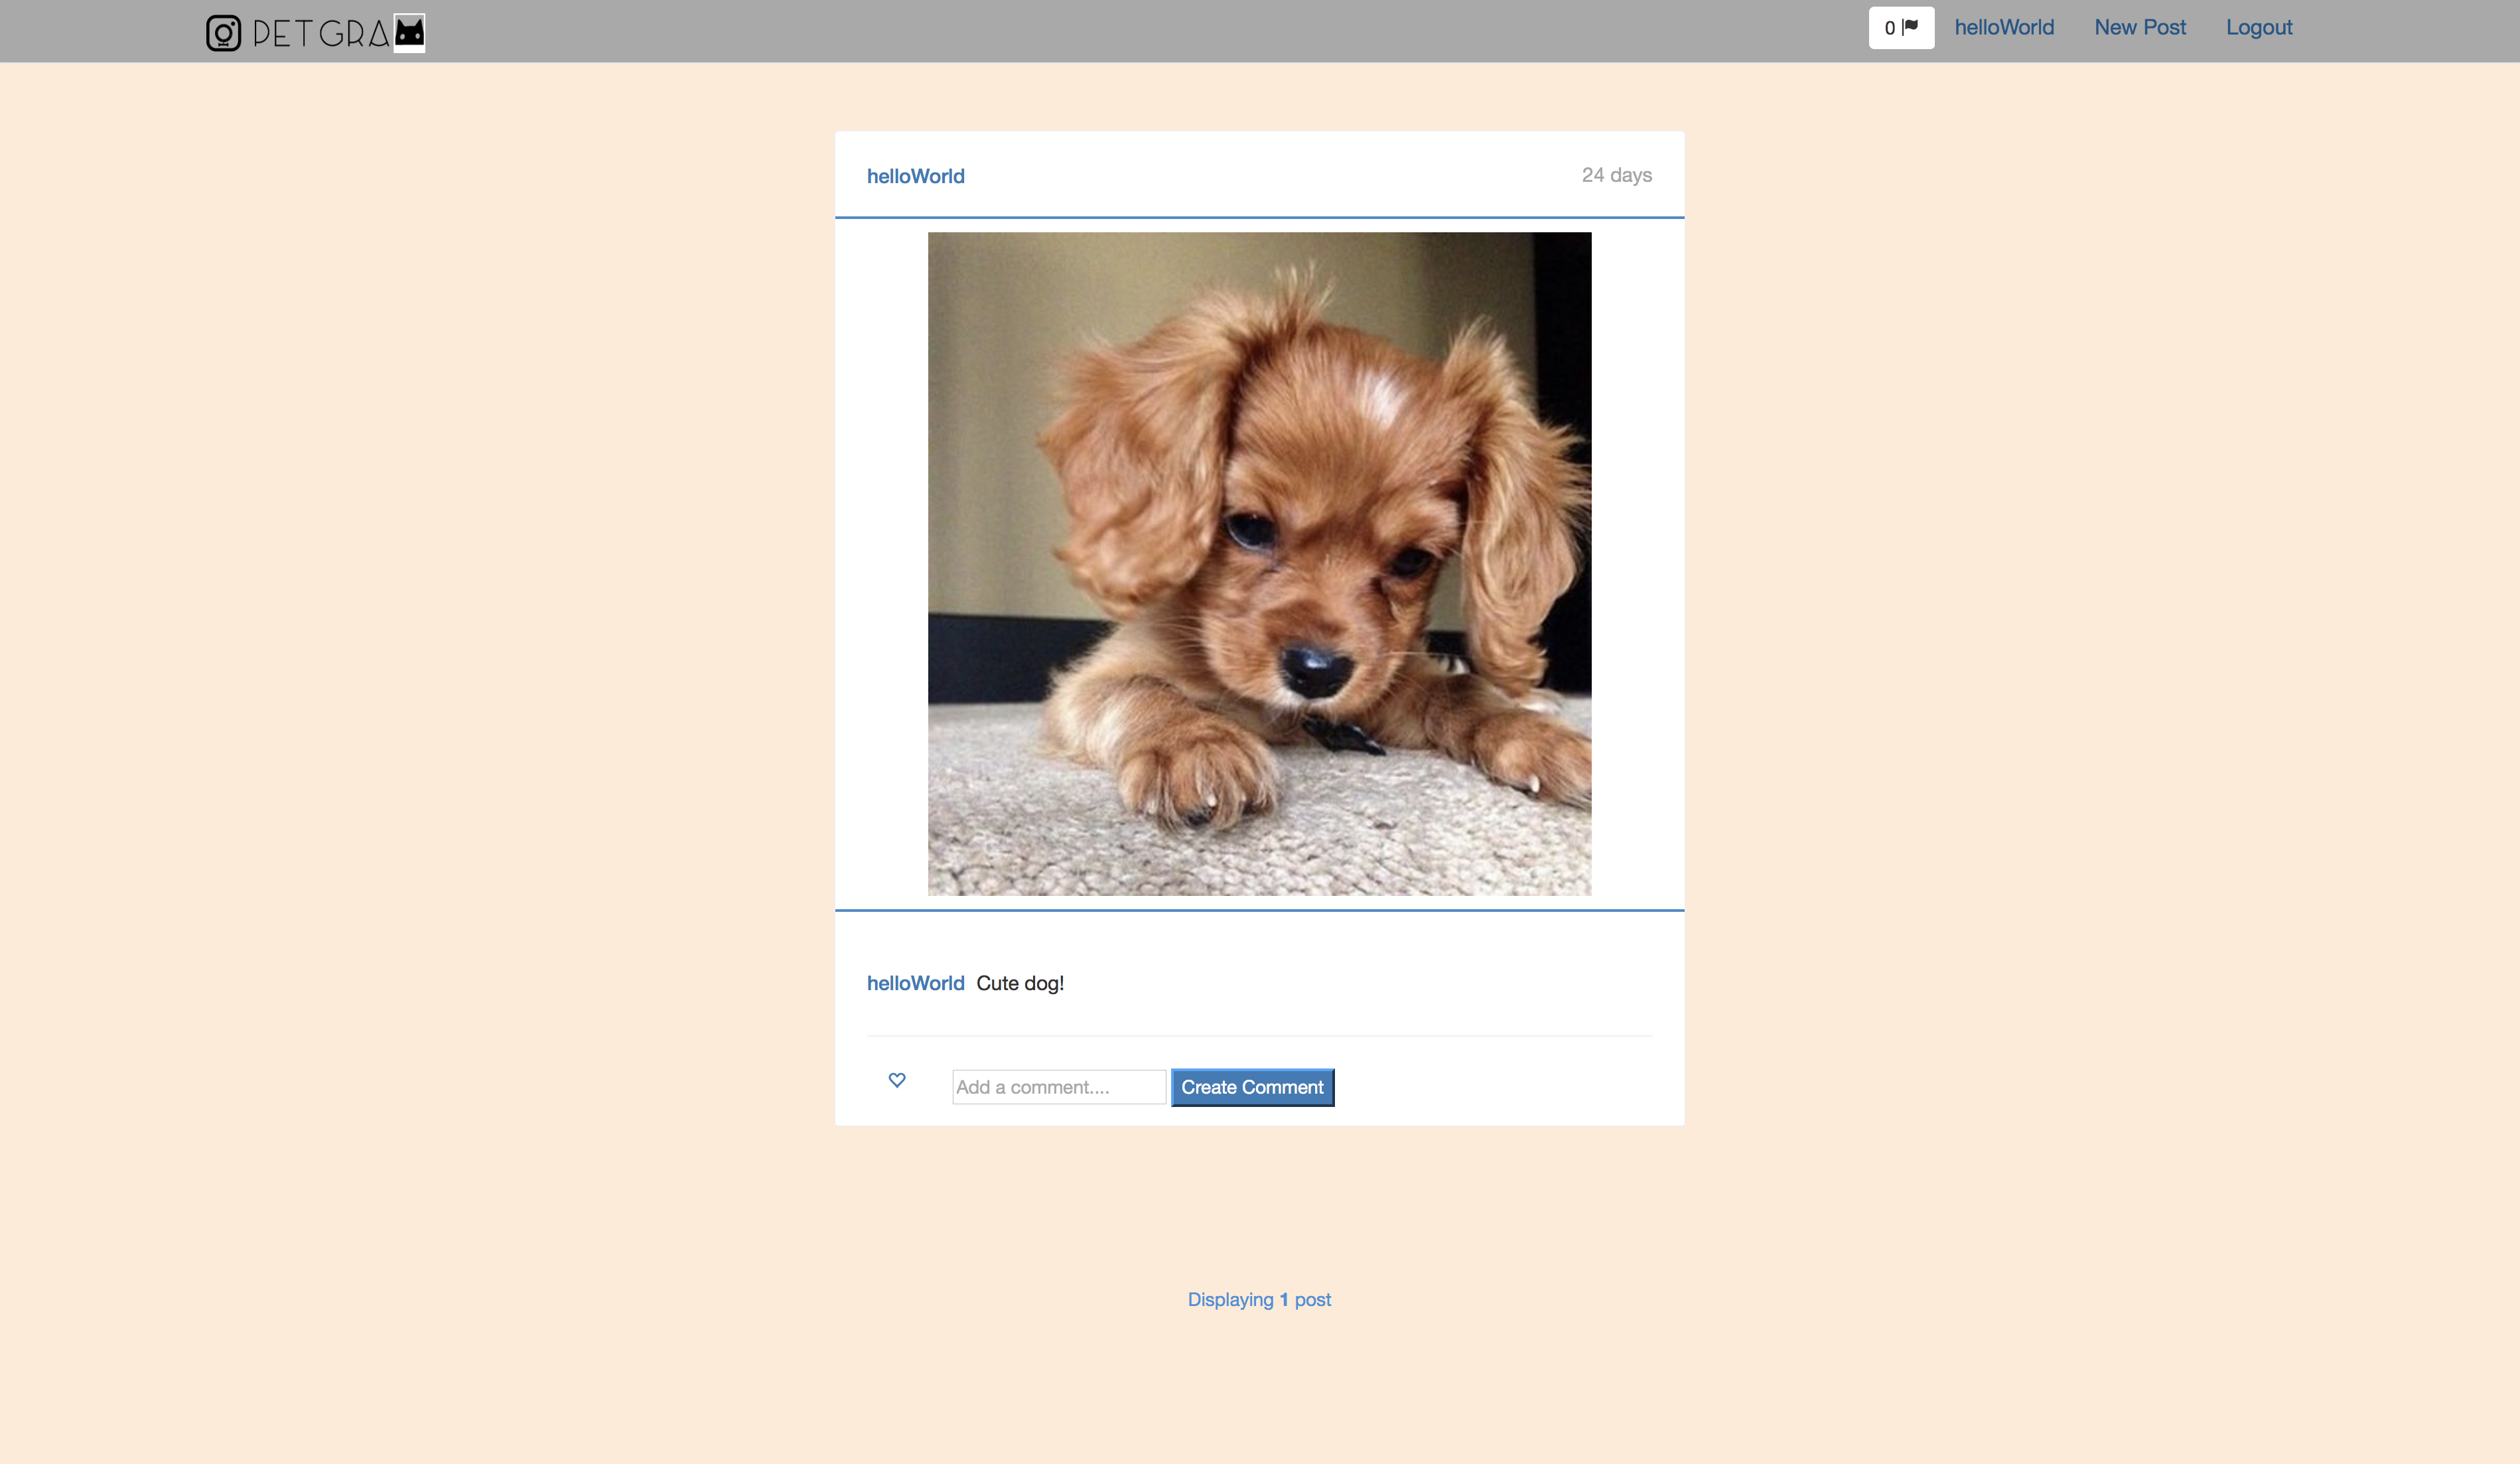 PETGRA
0
helloWorld
New Post
Logout
helloWorld
24 days
helloWorld Cute dog!
Add a comment....
Create Comment
Displaying 1 post